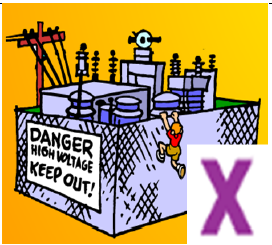 DANGER
HIGH VOLTAGE
KEEP OUT!
X